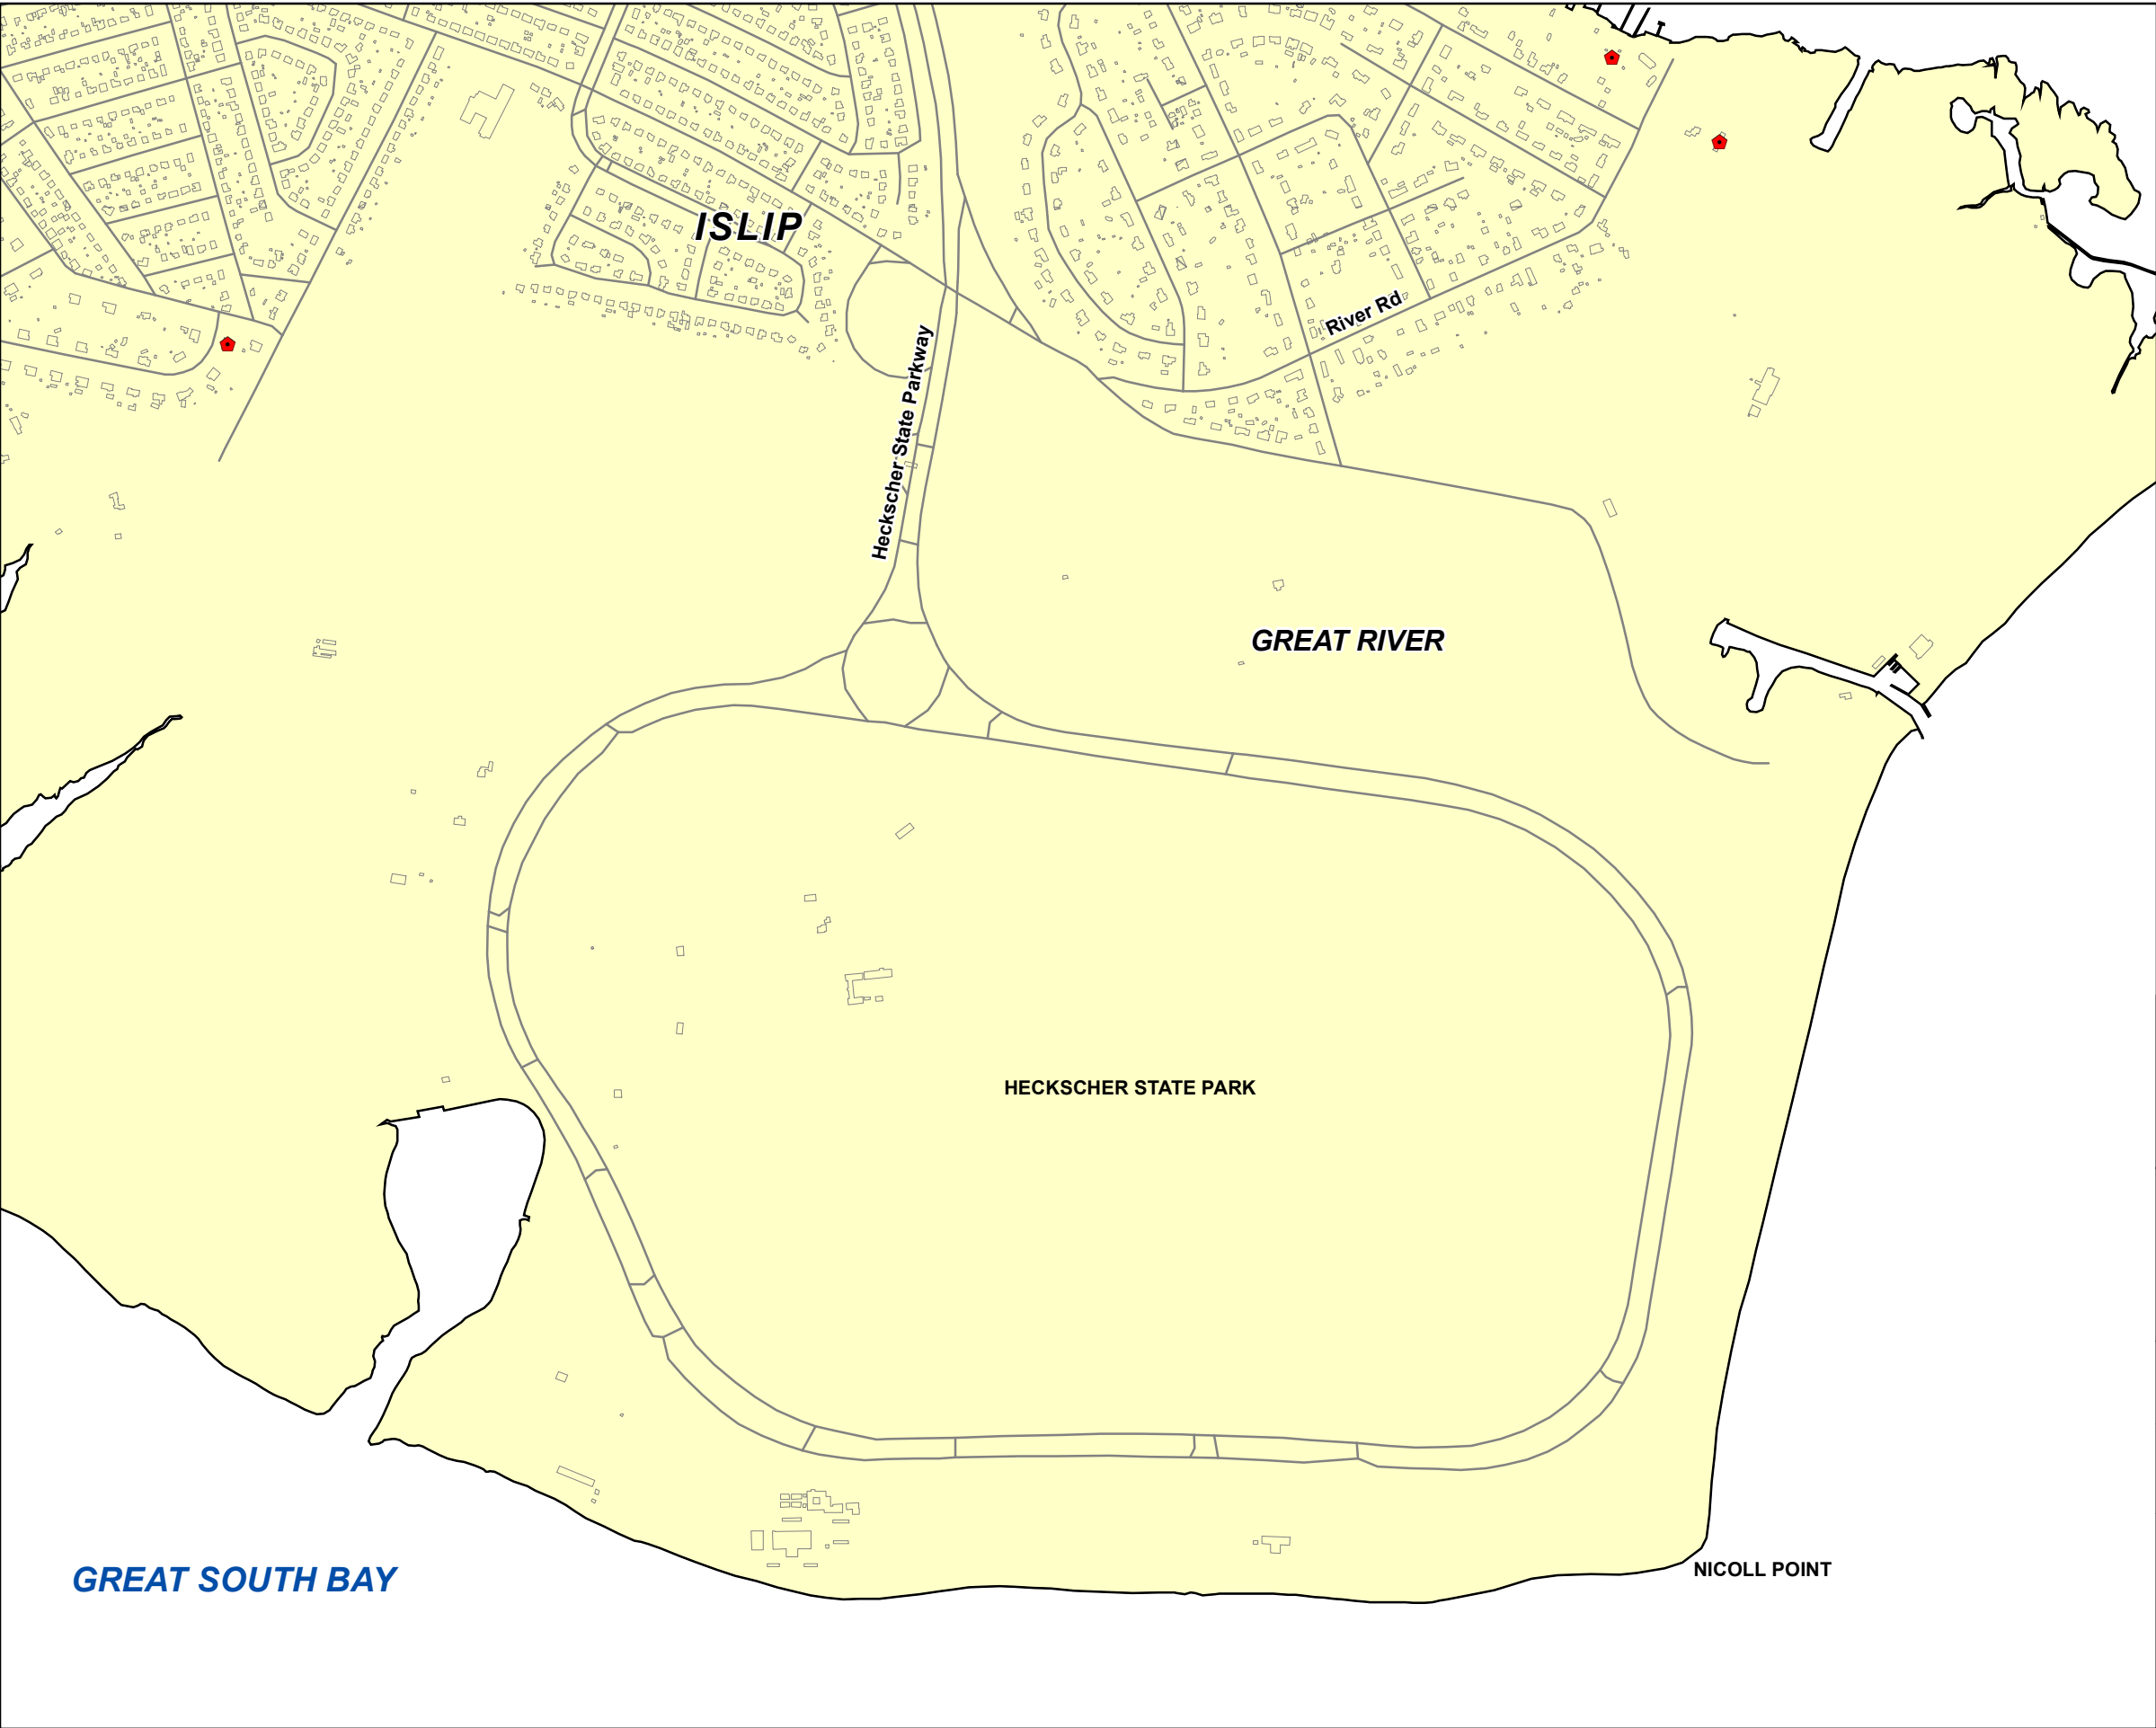 ISLIP
River Rd
Heckscher State Parkway
GREAT RIVER
HECKSCHER STATE PARK
NICOLL POINT
GREAT SOUTH BAY